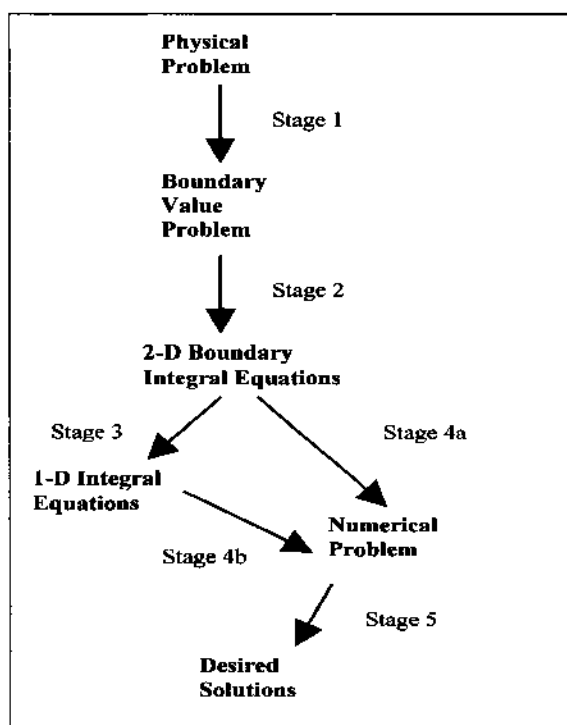 Physical
Problem
Stage 1
Boundary
Value
Problem
Stage 2
2-D Boundary
Integral Equations
Stage 3
Stage 4a
1-D Integral
Equations
Numerical
Problem
Stage 4b
Stage 5
Desired
Solutions